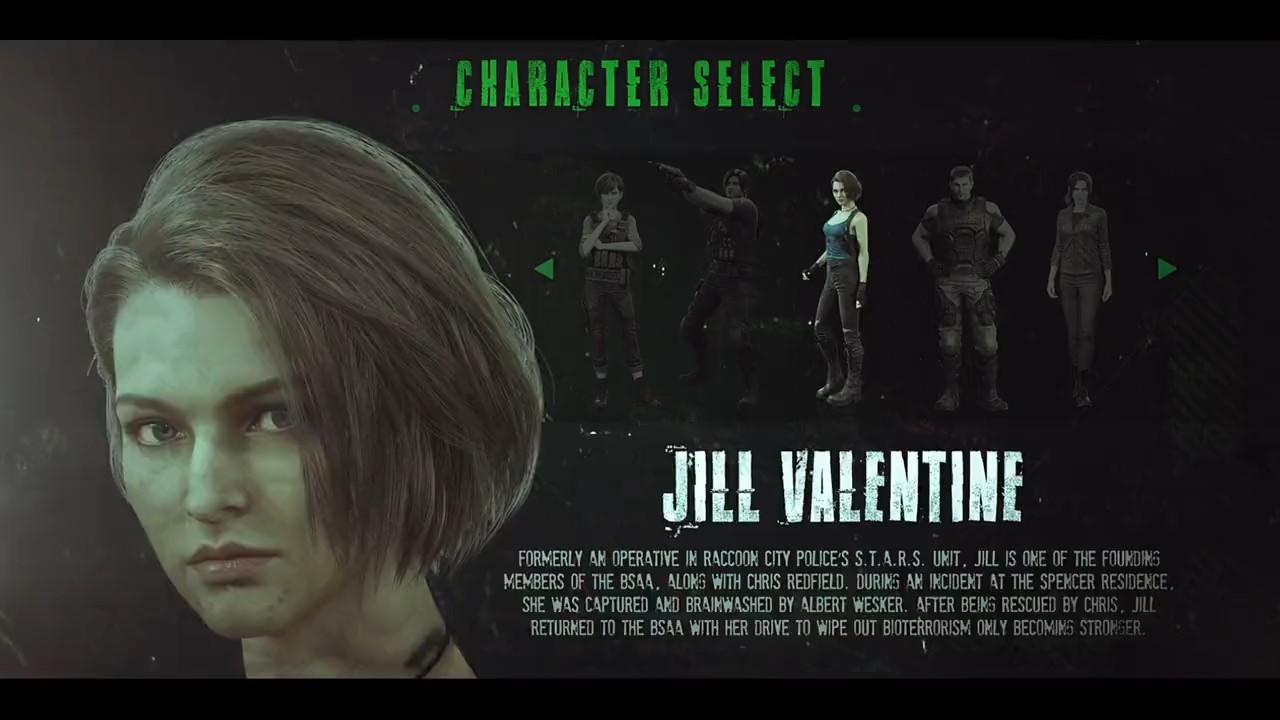 CHARACTER SELECT
JILL VALENTINE
FORMERLY AN OPERATIVE IN RACCOON CITY POLICE'S S.T.A.R.S. UNIT, JILL IS ONE OF THE FOUNDING
MEMBERS OF THE BSAA, ALONG WITH CHRIS REDFIELD. DURING AN INCIDENT AT THE SPENCER RESIDENCE,
SHE WAS CAPTURED AND BRAINWASHED BY ALBERT WESKER. AFTER BEING RESCUED BY CHRIS, JILL
RETURNED TO THE BSAA WITH HER DRIVE TO WIPE OUT BIOTERRORISM ONLY BECOMING STRONGER.